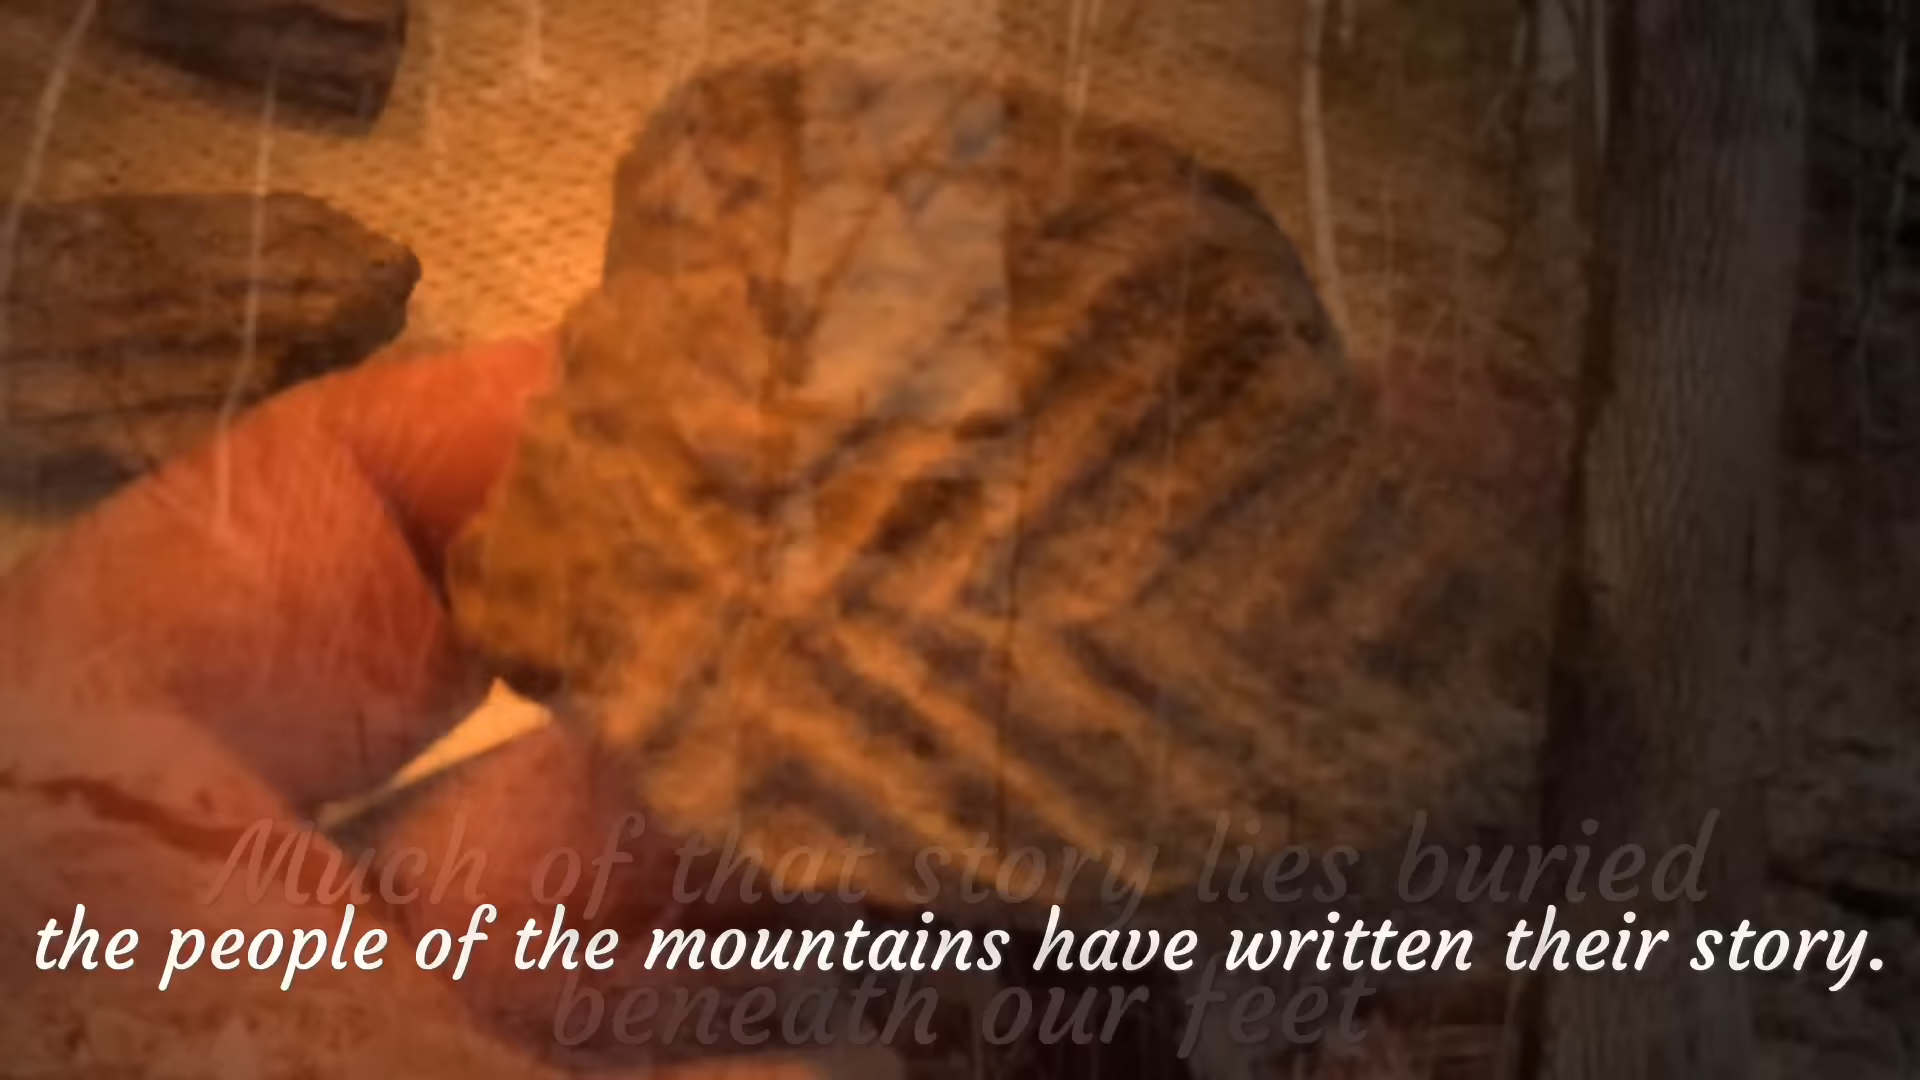 Much of that story lies buried
the people of the mountains have written their story.
beneath our feet